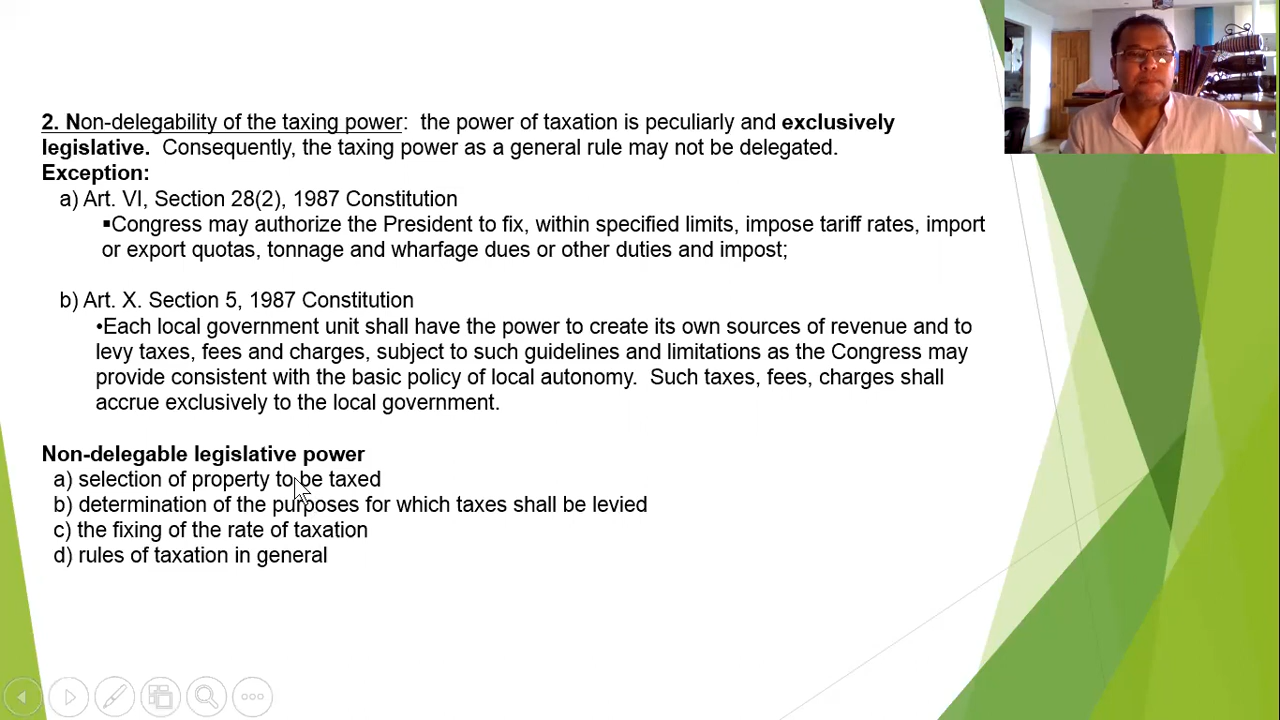 2. Non-delegability of the taxing power: the power of taxation is peculiarly and exclusively
legislative. Consequently, the taxing power as a general rule may not be delegated.
Exception:
a) Art. VI, Section 28(2), 1987 Constitution
▪Congress may authorize the President to fix, within specified limits, impose tariff rates, import
or export quotas, tonnage and wharfage dues or other duties and impost;
b) Art. X. Section 5, 1987 Constitution
•Each local government unit shall have the power to create its own sources of revenue and to
levy taxes, fees and charges, subject to such guidelines and limitations as the Congress may
provide consistent with the basic policy of local autonomy. Such taxes, fees, charges shall
accrue exclusively to the local government.
Non-delegable legislative power
a) selection of property to be taxed
b) determination of the purposes for which taxes shall be levied
c) the fixing of the rate of taxation
d) rules of taxation in general